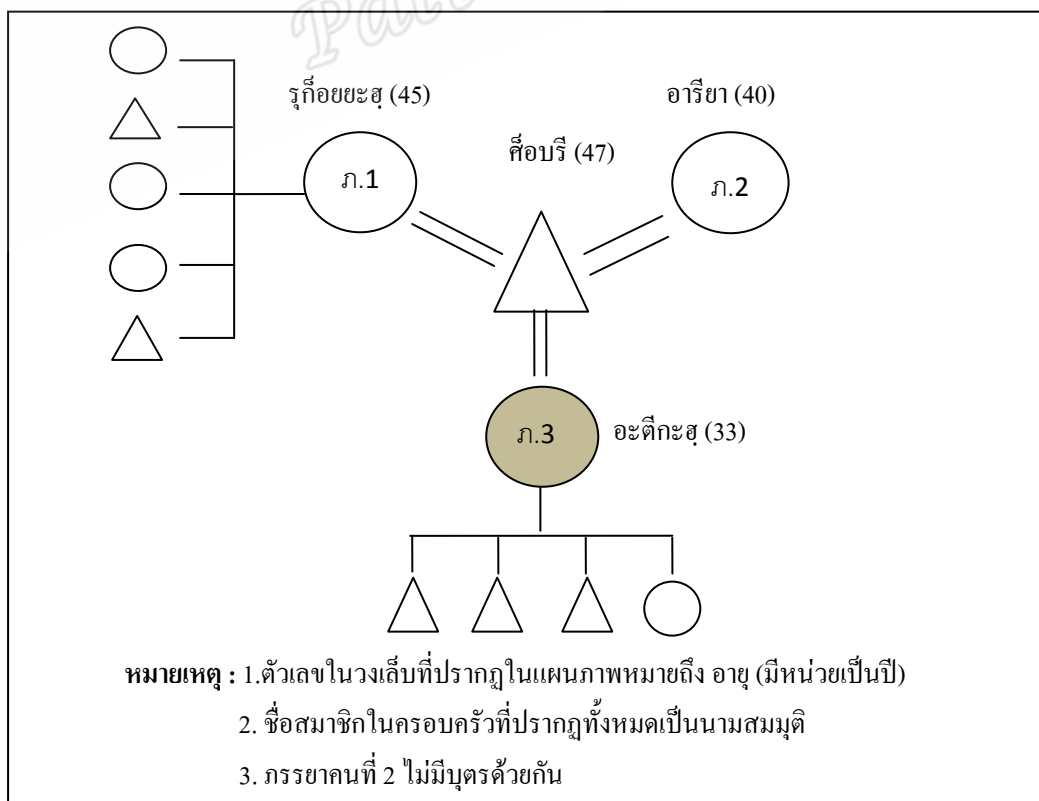 รุก็อยยะฮฺ (45)
อารียา (40)
ศ็อบรี (47)
ภ.1
ภ.2
ภ.3
อะตีกะฮฺ (33)
หมายเหตุ : 1.ตัวเลขในวงเล็บที่ปรากฏในแผนภาพหมายถึง อายุ (มีหน่วยเป็นปี)
2. ชื่อสมาชิกในครอบครัวที่ปรากฏทั้งหมดเป็นนามสมมุติ
3. ภรรยาคนที่ 2 ไม่มีบุตรด้วยกัน